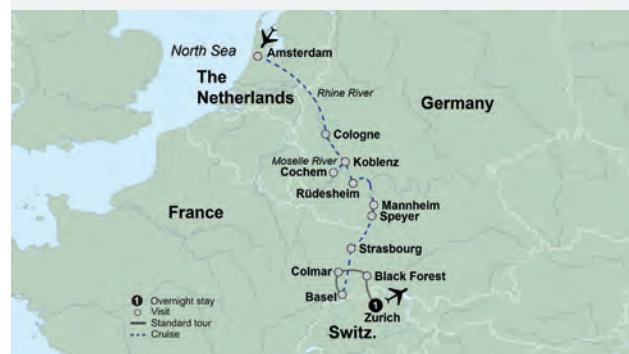 North Sea
Amsterdam
The
Netherlands
Rhine River
Germany
Cologne
Moselle River
Koblenz
Cochem
Rüdesheim
Mannheim
Speyer
France
Strasbourg
Colmar
Black Forest
Basel
1
Zurich
Switz.
1 Overnight stay
Visit
Standard tour
Cruise